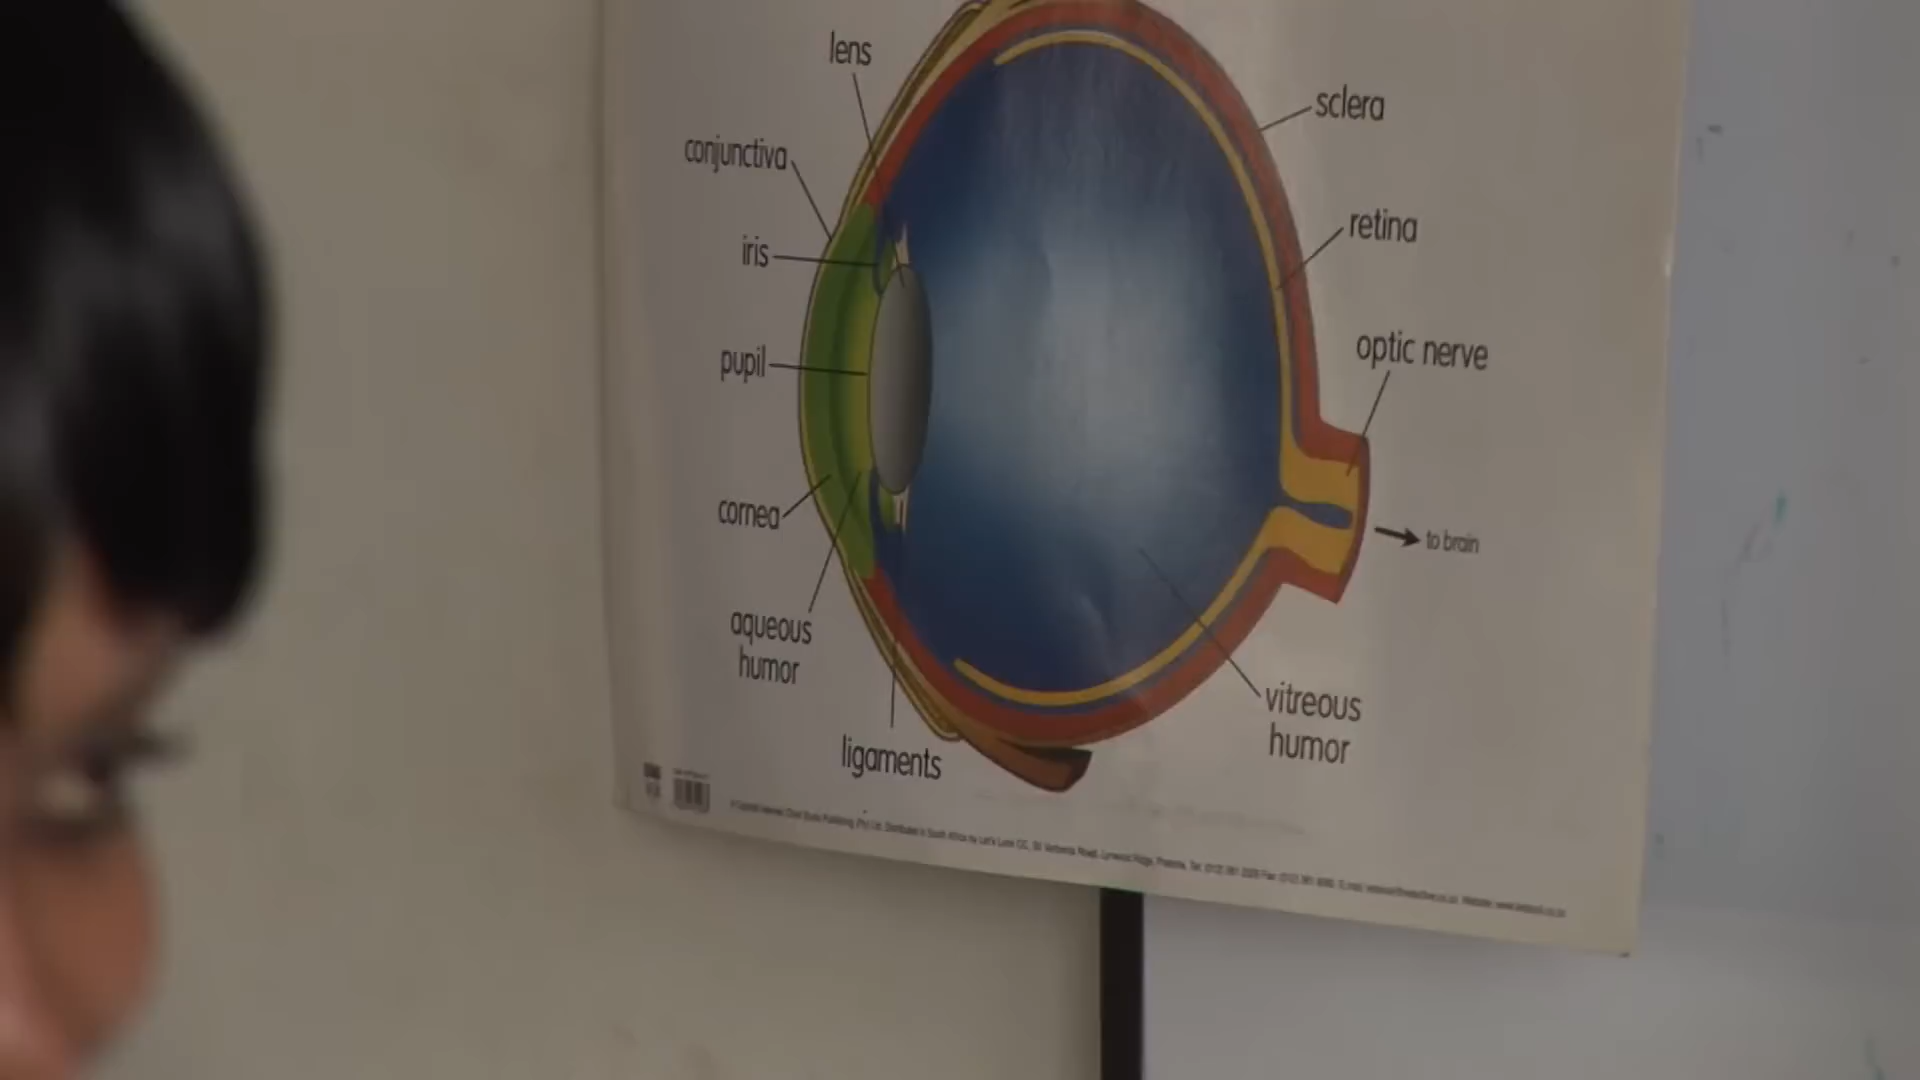 lens
sclera
conjunctiva
retina
iris
optic nerve
pupil
cornea
to brain
aqueous
humor
vitreous
humor
ligaments